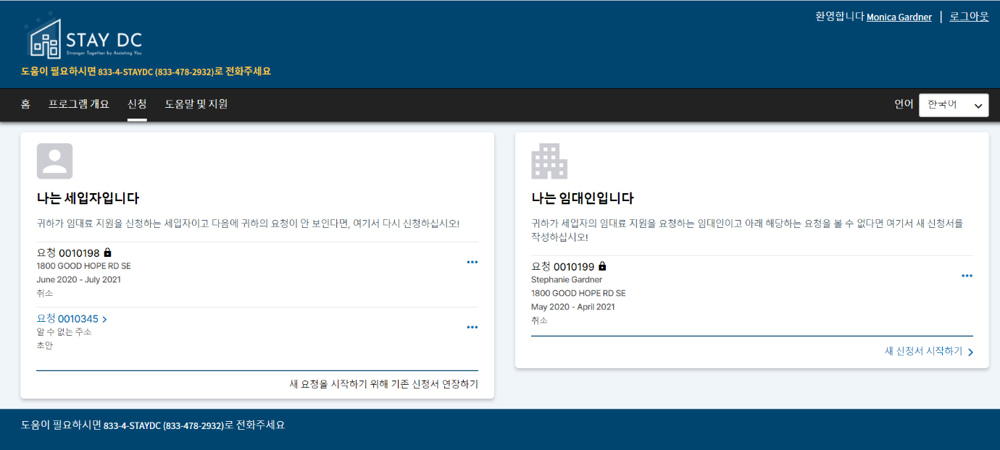 환영합니다 Monica Gardner | 로그아웃
STAY DC
Stronger Together by Assisting You
도움이 필요하시면 833-4-STAYDC (833-478-2932)로 전화주세요
홈 프로그램 개요 신청 도움말 및 지원 언어 한국어
나는 세입자입니다
귀하가 임대료 지원을 신청하는 세입자이고 다음에 귀하의 요청이 안 보인다면, 여기서 다시 신청하십시오!
요청 0010198
1800 GOOD HOPE RD SE
June 2020 - July 2021
취소
요청 0010345
알 수 없는 주소
초안
새 요청을 시작하기 위해 기존 신청서 연장하기
나는 임대인입니다
귀하가 세입자의 임대료 지원을 요청하는 임대인이고 아래 해당하는 요청을 볼 수 없다면 여기서 새 신청서를
작성하십시오!
요청 0010199
Stephanie Gardner
1800 GOOD HOPE RD SE
May 2020 - April 2021
취소
새 신청서 시작하기
도움이 필요하시면 833-4-STAYDC (833-478-2932)로 전화주세요